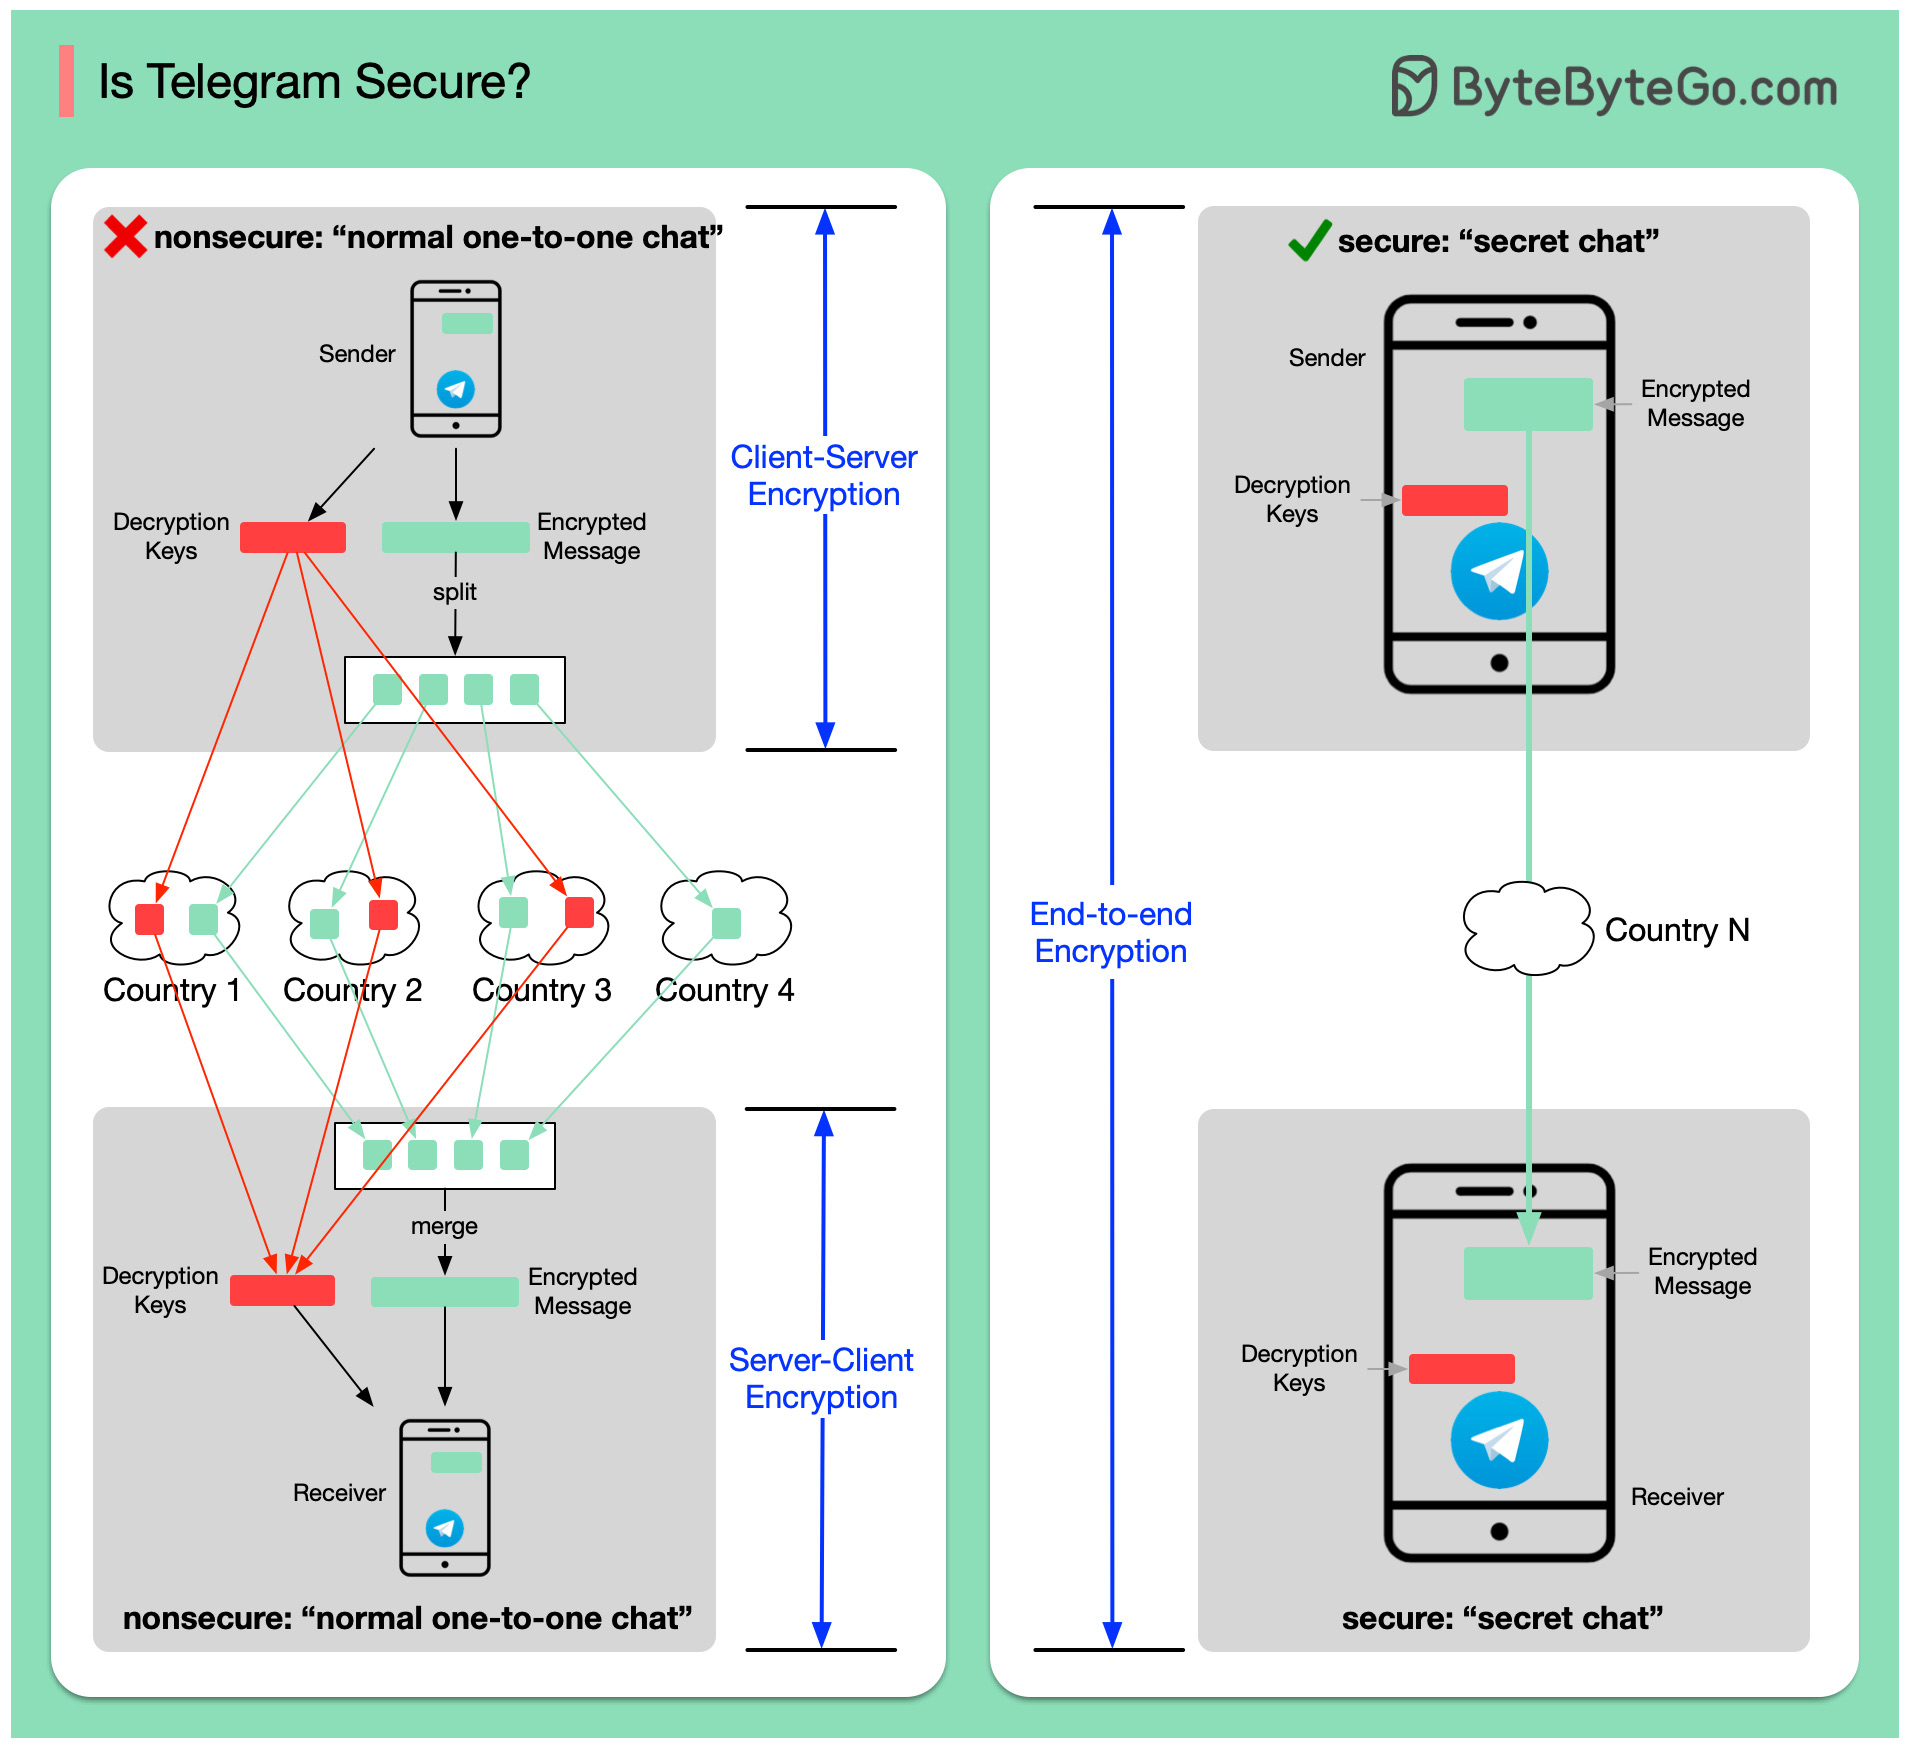 Is Telegram Secure?
ByteByteGo.com
nonsecure: “normal one-to-one chat”
Sender
Decryption
Keys
Encrypted
Message
split
Client-Server
Encryption
Country 1
Country 2
Country 3
Country 4
merge
Decryption
Keys
Encrypted
Message
Server-Client
Encryption
Receiver
nonsecure: “normal one-to-one chat”
secure: “secret chat”
Sender
Encrypted
Message
Decryption
Keys
End-to-end
Encryption
Country N
Encrypted
Message
Decryption
Keys
Receiver
secure: “secret chat”